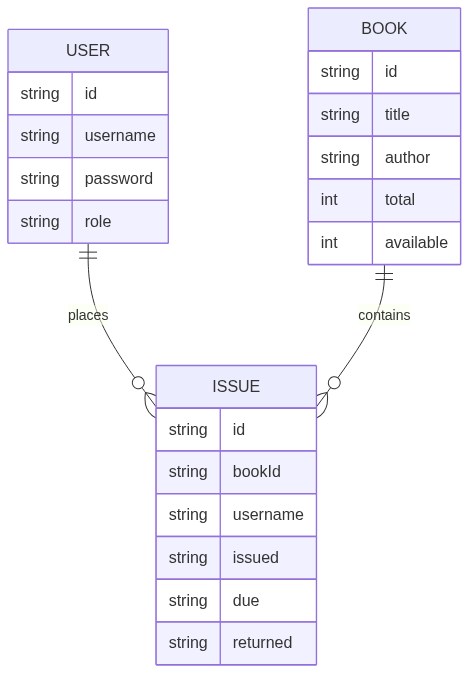 USER
string id
string username
string password
string role
BOOK
string id
string title
string author
int total
int available
places
contains
ISSUE
string id
string bookId
string username
string issued
string due
string returned